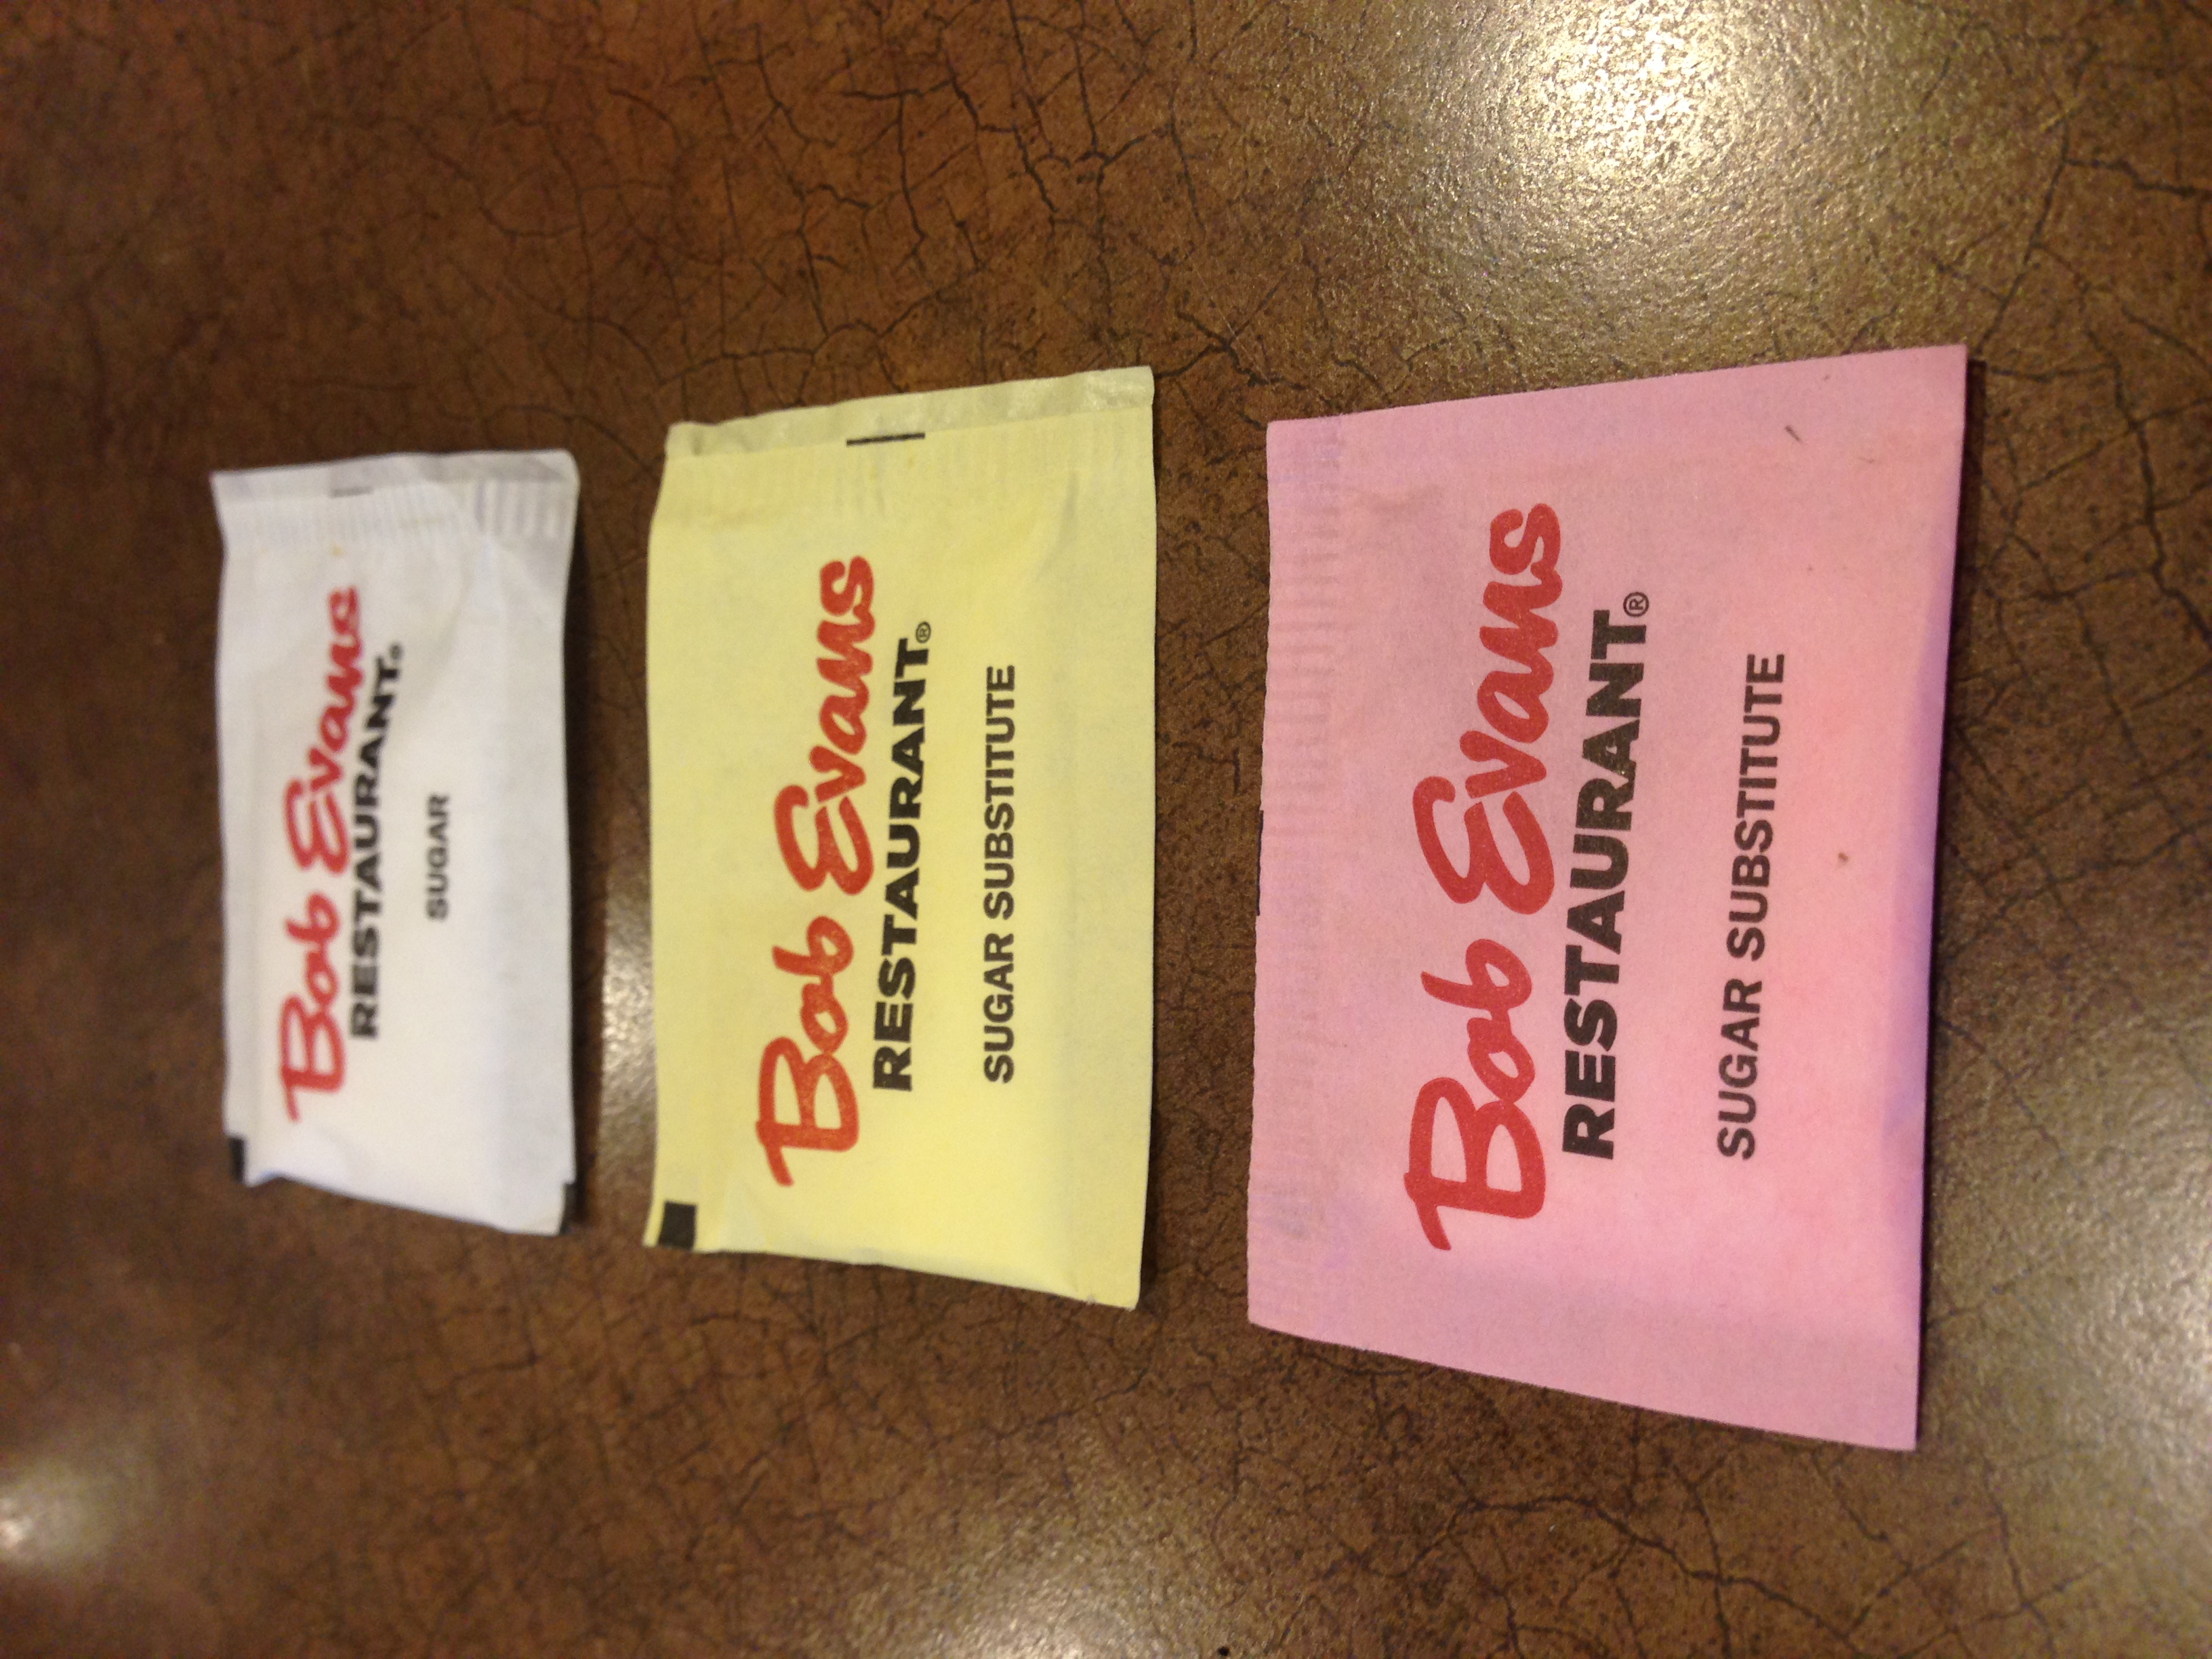 Bob Evans
RESTAURANT®
SUGAR
Bob Evans
RESTAURANT®
SUGAR SUBSTITUTE
Bob Evans
RESTAURANT®
SUGAR SUBSTITUTE